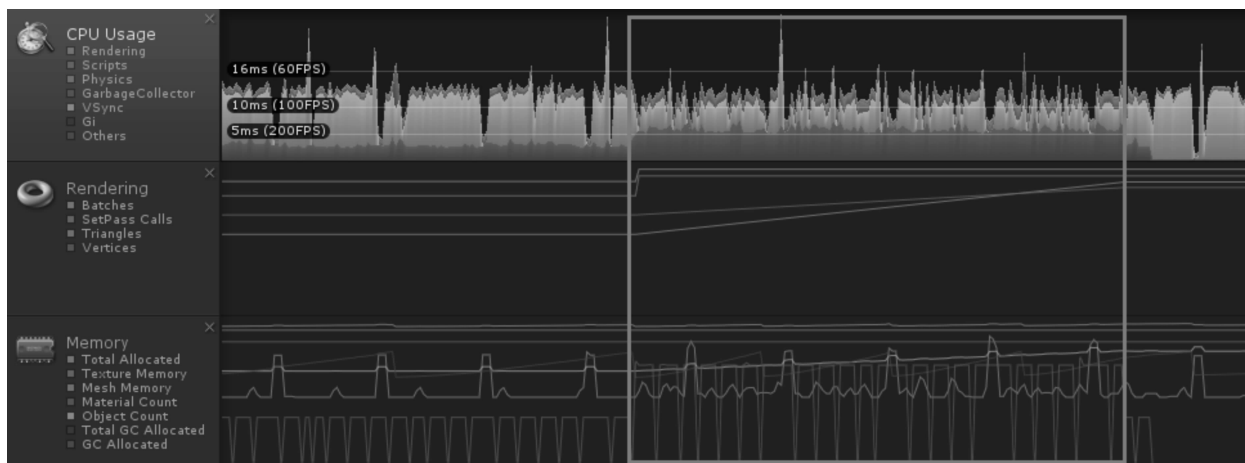 CPU Usage
Rendering
Scripts
Physics
GarbageCollector
VSync
Gi
Others
16ms (60FPS)
10ms (100FPS)
5ms (200FPS)
Rendering
Batches
SetPass Calls
Triangles
Vertices
Memory
Total Allocated
Texture Memory
Mesh Memory
Material Count
Object Count
Total GC Allocated
GC Allocated